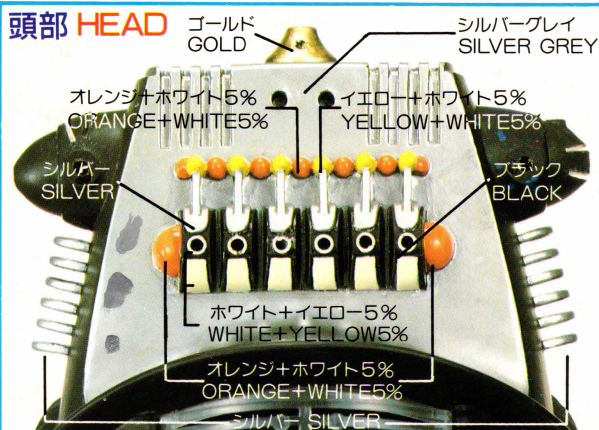 頭部 HEAD
ゴールド
GOLD
シルバーグレイ
SILVER GREY
オレンジ+ホワイト5%
ORANGE+WHITE5%
イエロー+ホワイト5%
YELLOW+WHITE5%
シルバー
SILVER
ブラック
BLACK
ホワイト+イエロー5%
WHITE+YELLOW5%
オレンジ+ホワイト5%
ORANGE+WHITE5%
シルバー SILVER